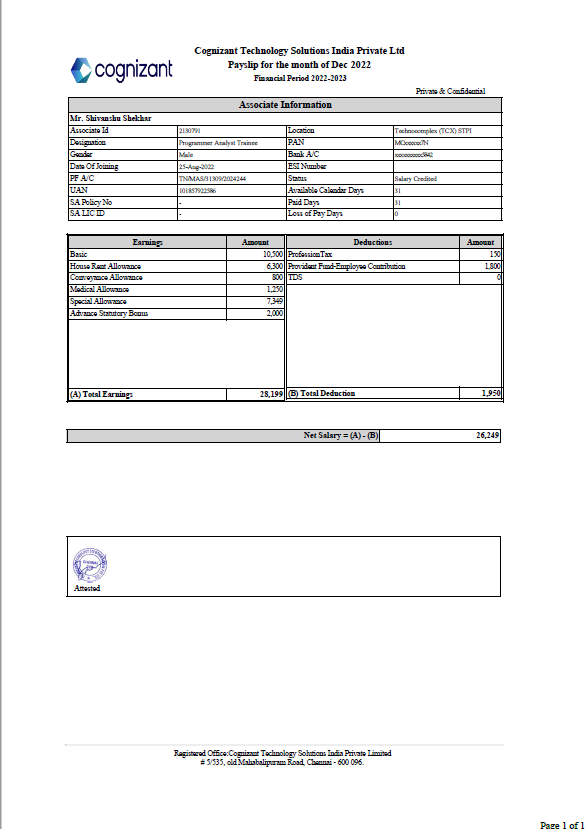 cognizant
Cognizant Technology Solutions India Private Ltd
Payslip for the month of Dec 2022
Financial Period 2022-2023
Private & Confidential
Associate Information
Mr. Shivanshu Shekhar
Associate Id 2130791 Location Technocomplex (TCX) STPI
Designation Programmer Analyst Trainee PAN MCxxxxxx7N
Gender Male Bank A/C xxxxxxxxxx5842
Date Of Joining 25-Aug-2022 ESI Number
PF A/C TN/MAS/31309/2024244 Status Salary Credited
UAN 101857922586 Available Calendar Days 31
SA Policy No - Paid Days 31
SA LIC ID - Loss of Pay Days 0
Earnings Amount Deductions Amount
Basic 10,500 ProfessionTax 150
House Rent Allowance 6,300 Provident Fund-Employee Contribution 1,800
Conveyance Allowance 800 TDS 0
Medical Allowance 1,250
Special Allowance 7,349
Advance Statutory Bonus 2,000
(A) Total Earnings 28,199 (B) Total Deduction 1,950
Net Salary = (A) - (B) 26,249
CHENNAI
Attested
Registered Office:Cognizant Technology Solutions India Private Limited
# 5/535, old Mahabalipuram Road, Chennai - 600 096.
Page 1 of 1